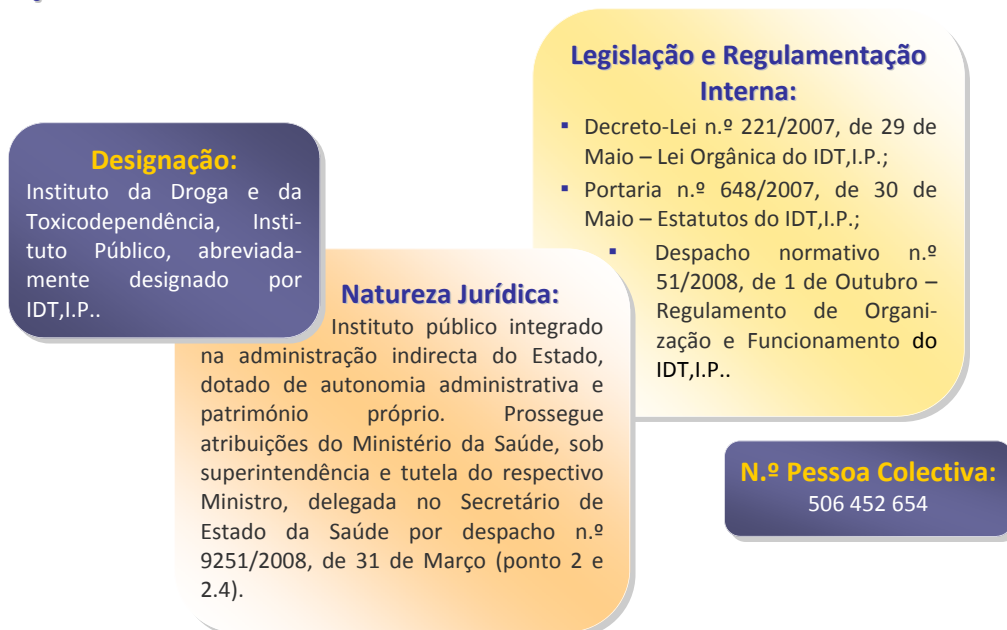 Designação:
Instituto da Droga e da
Toxicodependência, Insti-
tuto Público, abreviada-
mente designado por
IDT,I.P..
Natureza Jurídica:
Instituto público integrado
na administração indirecta do Estado,
dotado de autonomia administrativa e
património próprio. Prossegue
atribuições do Ministério da Saúde, sob
superintendência e tutela do respectivo
Ministro, delegada no Secretário de
Estado da Saúde por despacho n.º
9251/2008, de 31 de Março (ponto 2 e
2.4).
Legislação e Regulamentação
Interna:
▪ Decreto-Lei n.º 221/2007, de 29 de
Maio – Lei Orgânica do IDT,I.P.;
▪ Portaria n.º 648/2007, de 30 de
Maio – Estatutos do IDT,I.P.;
▪ Despacho normativo n.º
51/2008, de 1 de Outubro –
Regulamento de Organi-
zação e Funcionamento do
IDT,I.P..
N.º Pessoa Colectiva:
506 452 654